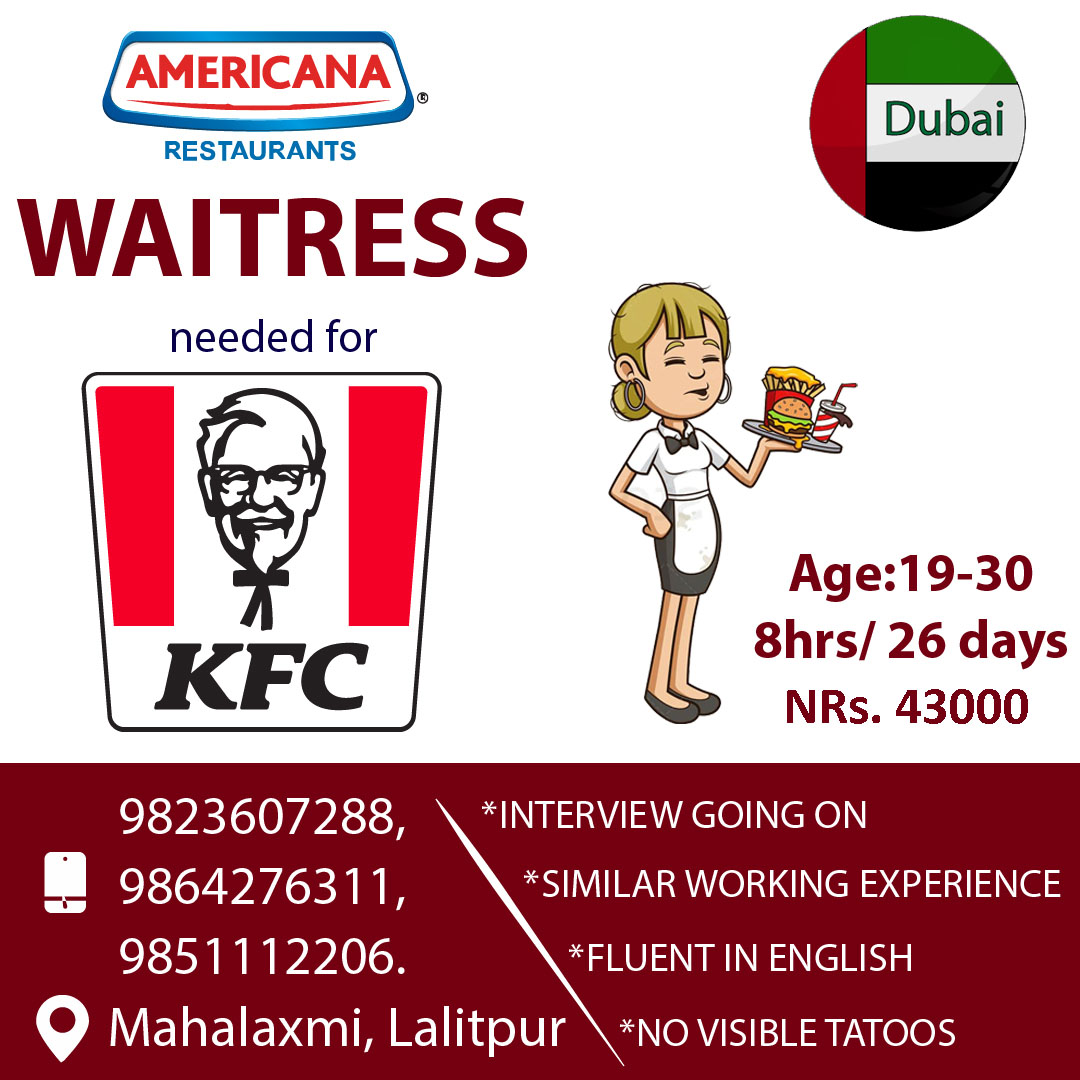 AMERICANA
®
RESTAURANTS
Dubai
WAITRESS
needed for
KFC
Age:19-30
8hrs/ 26 days
NRs. 43000
9823607288,
9864276311,
9851112206.
Mahalaxmi, Lalitpur
*INTERVIEW GOING ON
*SIMILAR WORKING EXPERIENCE
*FLUENT IN ENGLISH
*NO VISIBLE TATOOS